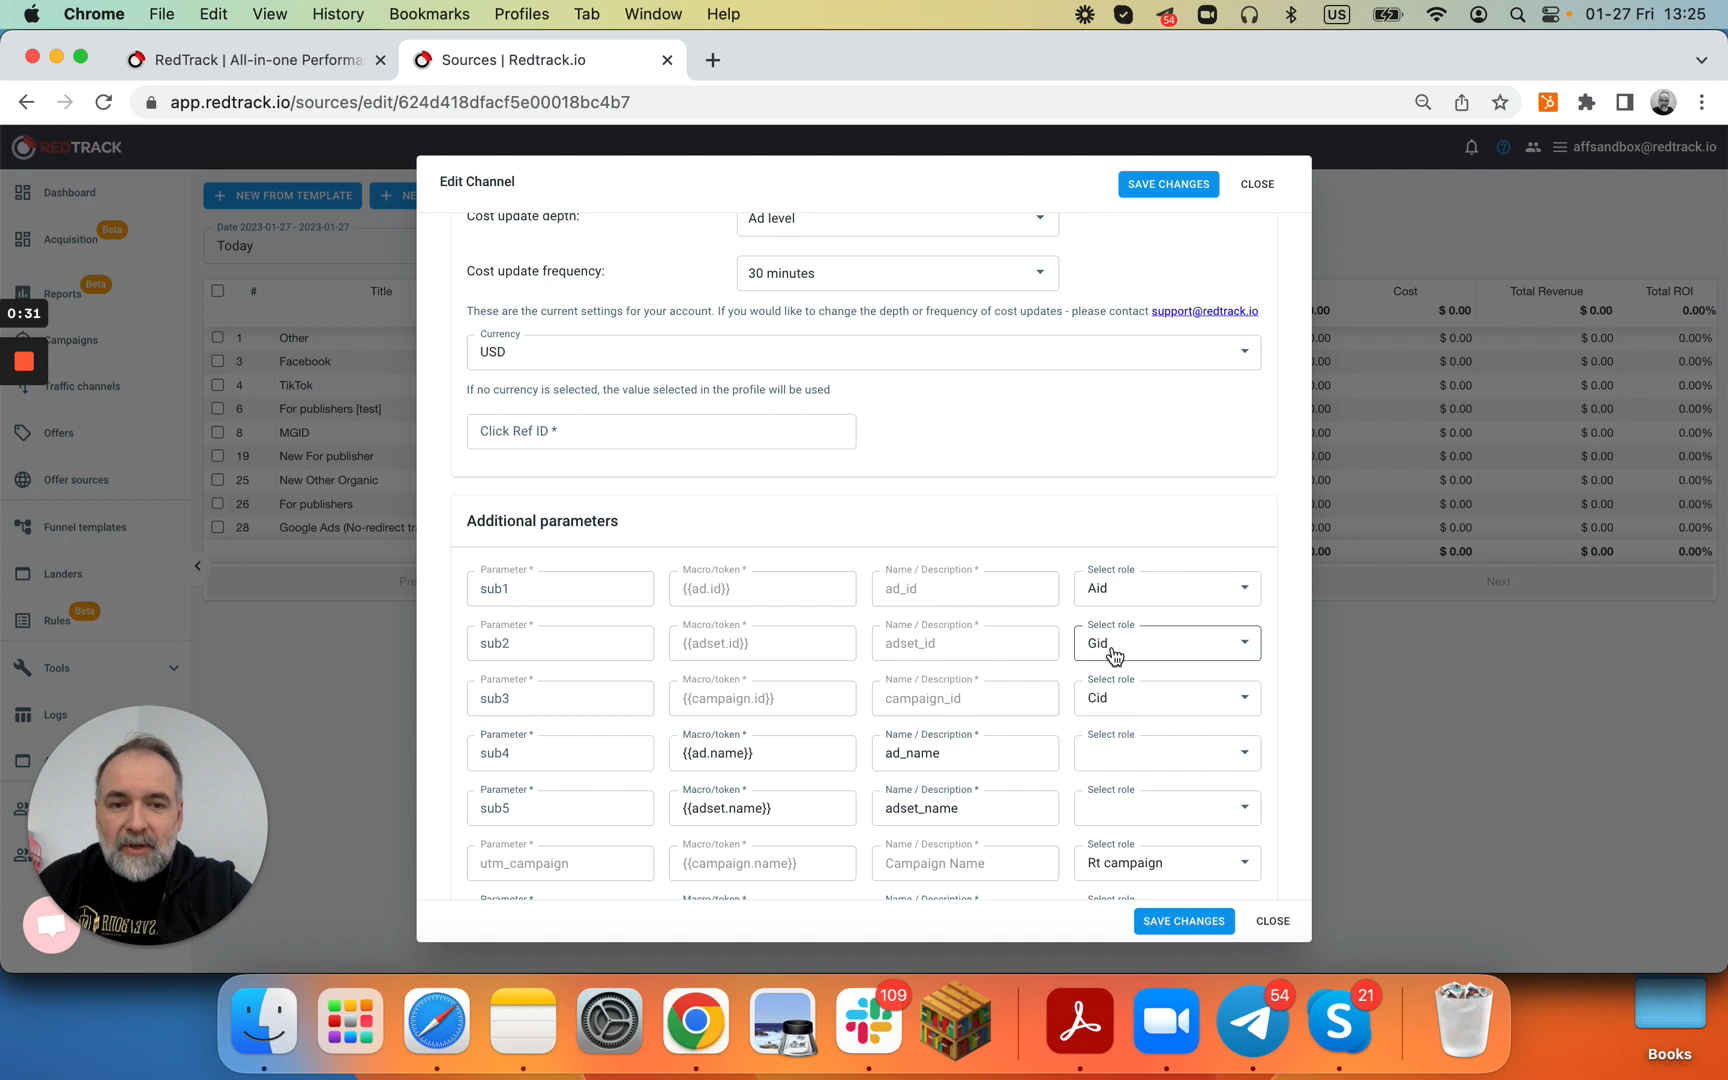 Chrome File Edit View History Bookmarks Profiles Tab Window Help 54 US 01-27 Fri 13:25
RedTrack | All-in-one Performa Sources | Redtrack.io
app.redtrack.io/sources/edit/624d418dfacf5e00018bc4b7
REDTRACK affsandbox@redtrack.io
Edit Channel SAVE CHANGES CLOSE
Dashboard NEW FROM TEMPLATE NE
Beta
Acquisition
Date 2023-01-27 - 2023-01-27
Today
Cost update depth: Ad level
Cost update frequency: 30 minutes
Beta
Reports
# Title Cost Total Revenue Total ROI
.00 $ 0.00 $ 0.00 0.00%
0:31
These are the current settings for your account. If you would like to change the depth or frequency of cost updates - please contact support@redtrack.io
Campaigns
1 Other .00 $ 0.00 $ 0.00 0.00%
Currency
USD
3 Facebook .00 $ 0.00 $ 0.00 0.00%
Traffic channels
4 TikTok .00 $ 0.00 $ 0.00 0.00%
If no currency is selected, the value selected in the profile will be used
6 For publishers [test] .00 $ 0.00 $ 0.00 0.00%
Offers
8 MGID .00 $ 0.00 $ 0.00 0.00%
Click Ref ID *
19 New For publisher .00 $ 0.00 $ 0.00 0.00%
Offer sources
25 New Other Organic .00 $ 0.00 $ 0.00 0.00%
26 For publishers .00 $ 0.00 $ 0.00 0.00%
Funnel templates
28 Google Ads (No-redirect tr .00 $ 0.00 $ 0.00 0.00%
.00 $ 0.00 $ 0.00 0.00%
Additional parameters
Landers
Pre Next
Parameter * Macro/token * Name / Description * Select role
sub1 {{ad.id}} ad_id Aid
Beta
Rules
Parameter * Macro/token * Name / Description * Select role
sub2 {{adset.id}} adset_id Gid
Tools
Parameter * Macro/token * Name / Description * Select role
sub3 {{campaign.id}} campaign_id Cid
Logs
Parameter * Macro/token * Name / Description * Select role
sub4 {{ad.name}} ad_name
Parameter * Macro/token * Name / Description * Select role
sub5 {{adset.name}} adset_name
Parameter * Macro/token * Name / Description * Select role
utm_campaign {{campaign.name}} Campaign Name Rt campaign
Parameter * Macro/token * Name / Description * Select role
SAVE CHANGES CLOSE
109 54 21
Books